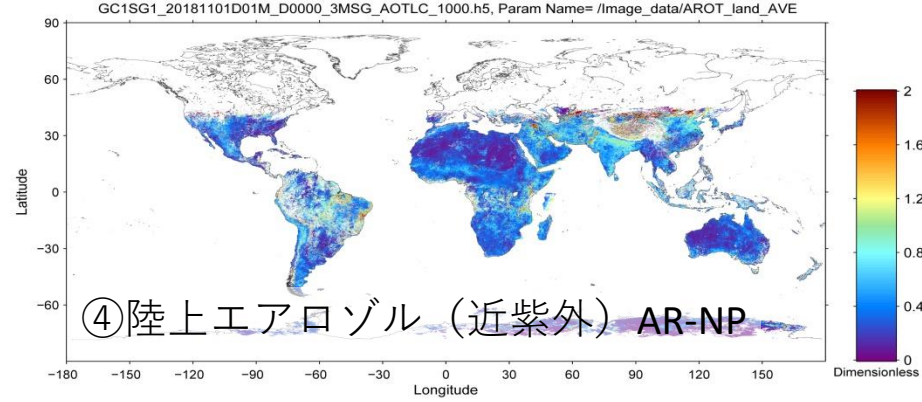 GC1SG1_20181101D01M_D0000_3MSG_AOTLC_1000.h5, Param Name= /Image_data/AROT_land_AVE
90
60
30
0
−30
−60
Latitude
④陸上エアロゾル（近紫外）AR-NP
−180 −150 −120 −90 −60 −30 0 30 60 90 120 150
Longitude
2
1.6
1.2
0.8
0.4
0
Dimensionless